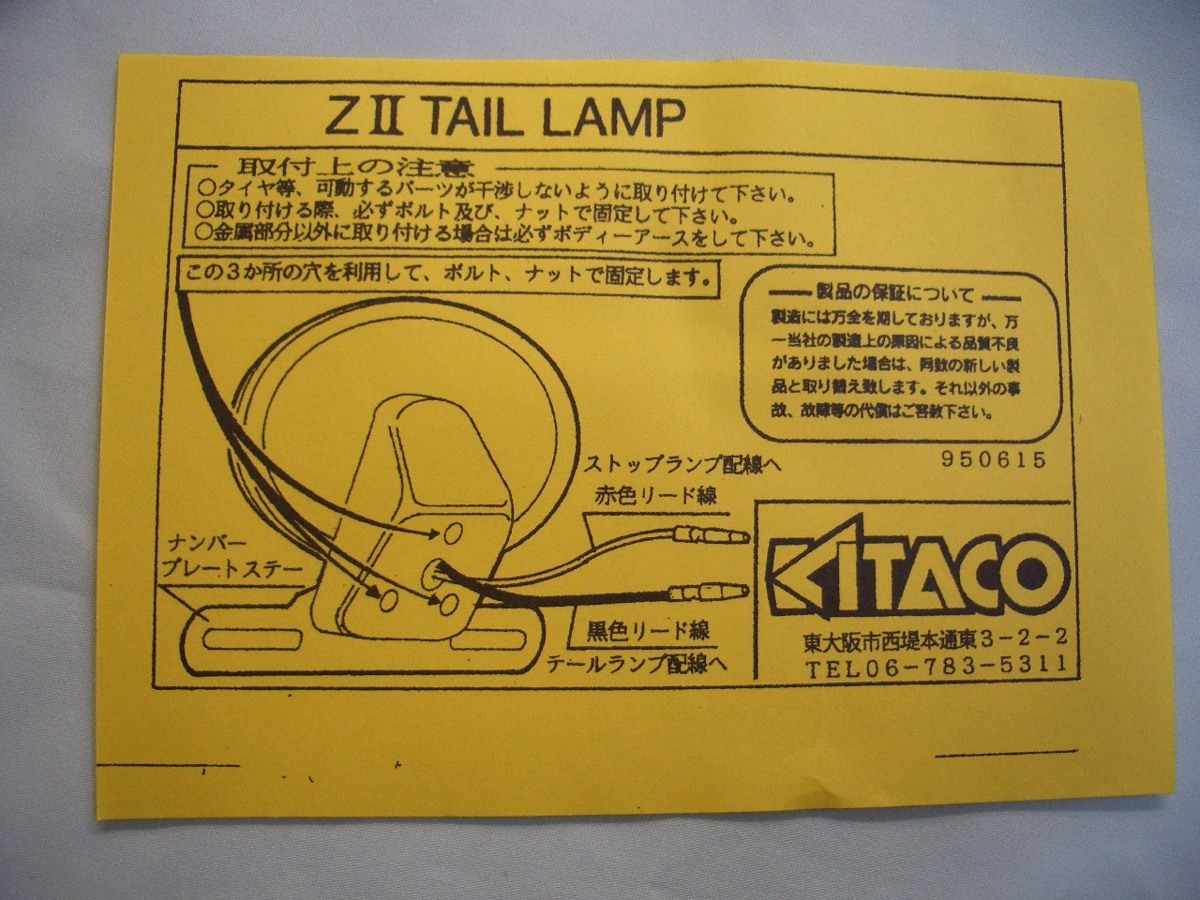 ZⅡ TAIL LAMP
取付上の注意
○タイヤ等、可動するパーツが干渉しないように取り付けて下さい。
○取り付ける際、必ずボルト及び、ナットで固定して下さい。
○金属部分以外に取り付ける場合は必ずボディーアースをして下さい。
この3か所の穴を利用して、ボルト、ナットで固定します。
製品の保証について
製造には万全を期しておりますが、万
一当社の製造上の原因による品質不良
がありました場合は、同数の新しい製
品と取り替え致します。それ以外の事
故、故障等の代償はご容赦下さい。
950615
ストップランプ配線へ
赤色リード線
ナンバー
プレートステー
黒色リード線
テールランプ配線へ
KITACO
東大阪市西堤本通東3-2-2
TEL06-783-5311